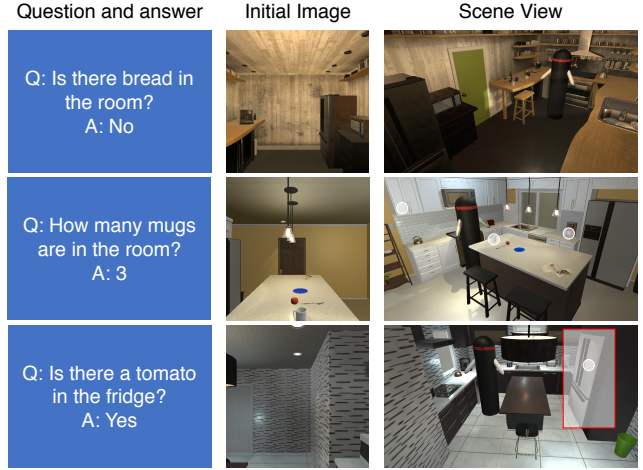 Question and answer
Initial Image
Scene View
Q: Is there bread in
the room?
A: No
Q: How many mugs
are in the room?
A: 3
Q: Is there a tomato
in the fridge?
A: Yes